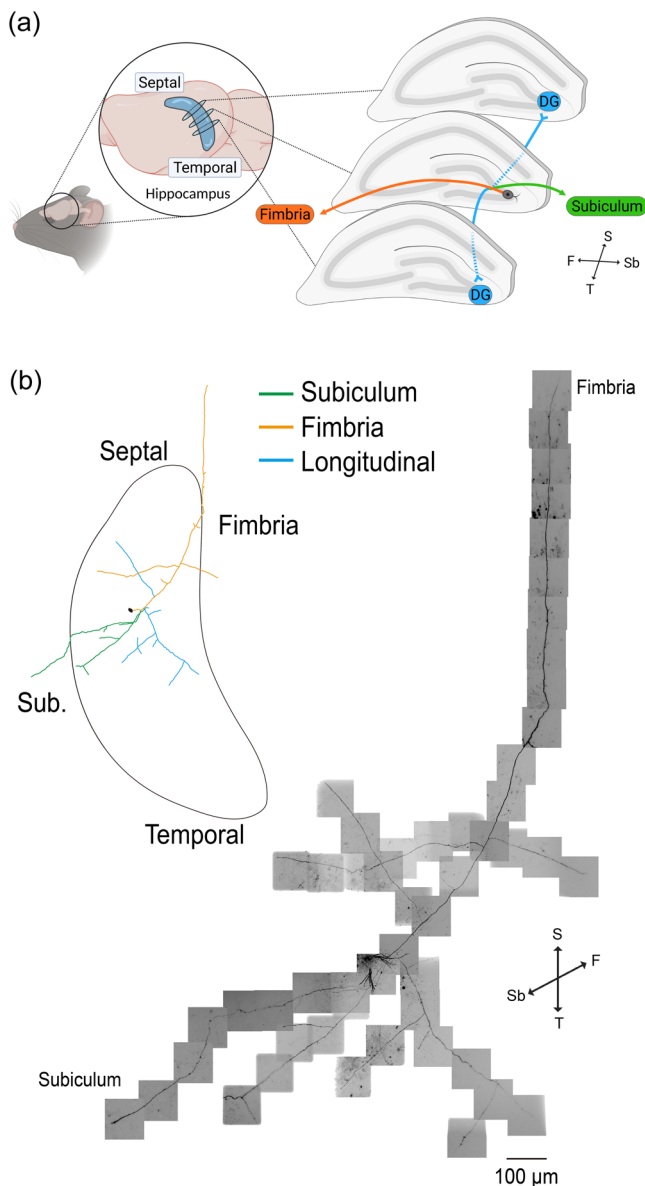 (a)
Septal
Temporal
Hippocampus
DG
Fimbria
Subiculum
DG
S
F
Sb
T
(b)
Subiculum
Fimbria
Longitudinal
Septal
Fimbria
Sub.
Temporal
Fimbria
S
F
Sb
T
Subiculum
100 µm